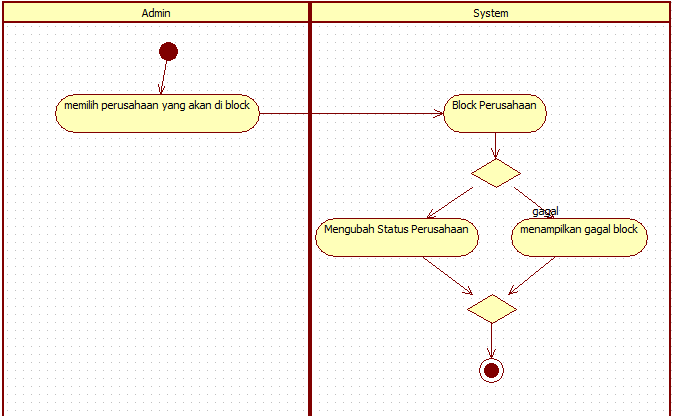 Admin
System
memilih perusahaan yang akan di block
Block Perusahaan
gagal
Mengubah Status Perusahaan
menampilkan gagal block